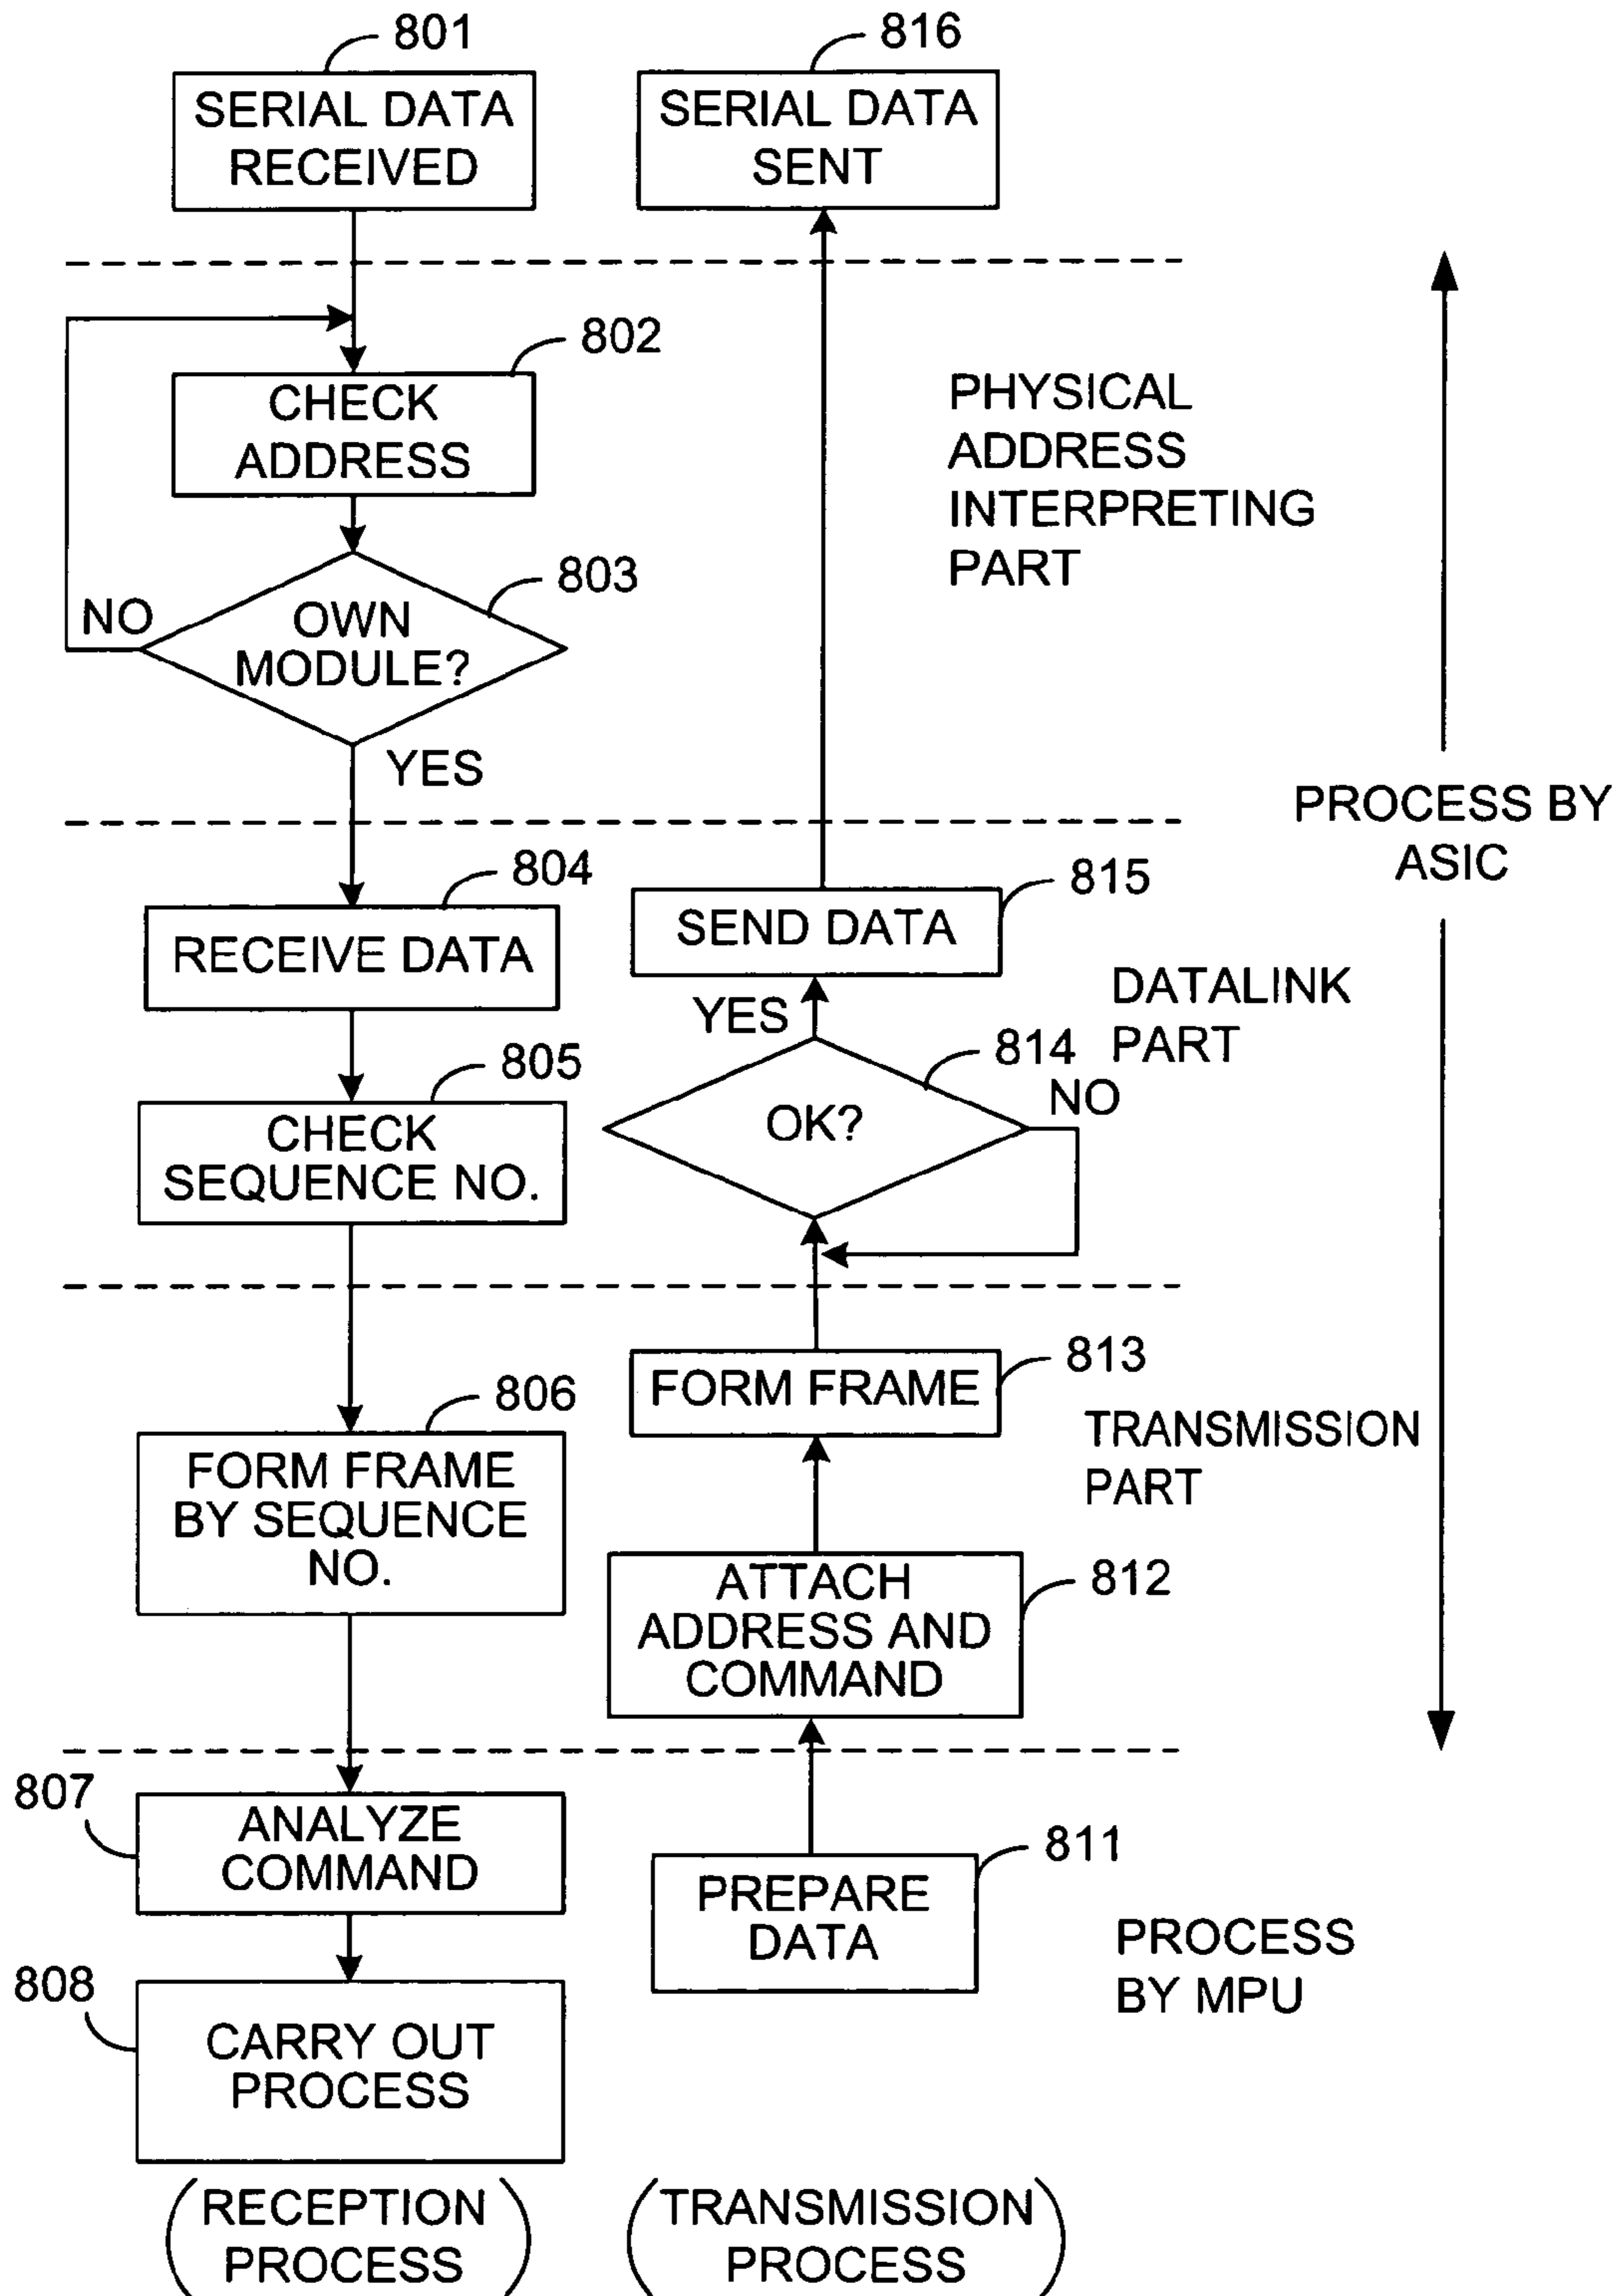 801
SERIAL DATA
RECEIVED
816
SERIAL DATA
SENT
802
CHECK
ADDRESS
PHYSICAL
ADDRESS
INTERPRETING
PART
803
NO
OWN
MODULE?
YES
PROCESS BY
ASIC
804
RECEIVE DATA
815
SEND DATA
DATALINK
PART
YES
814
NO
OK?
805
CHECK
SEQUENCE NO.
813
FORM FRAME
806
FORM FRAME
BY SEQUENCE
NO.
TRANSMISSION
PART
812
ATTACH
ADDRESS AND
COMMAND
807
ANALYZE
COMMAND
811
PREPARE
DATA
PROCESS
BY MPU
808
CARRY OUT
PROCESS
(RECEPTION
PROCESS)
(TRANSMISSION
PROCESS)